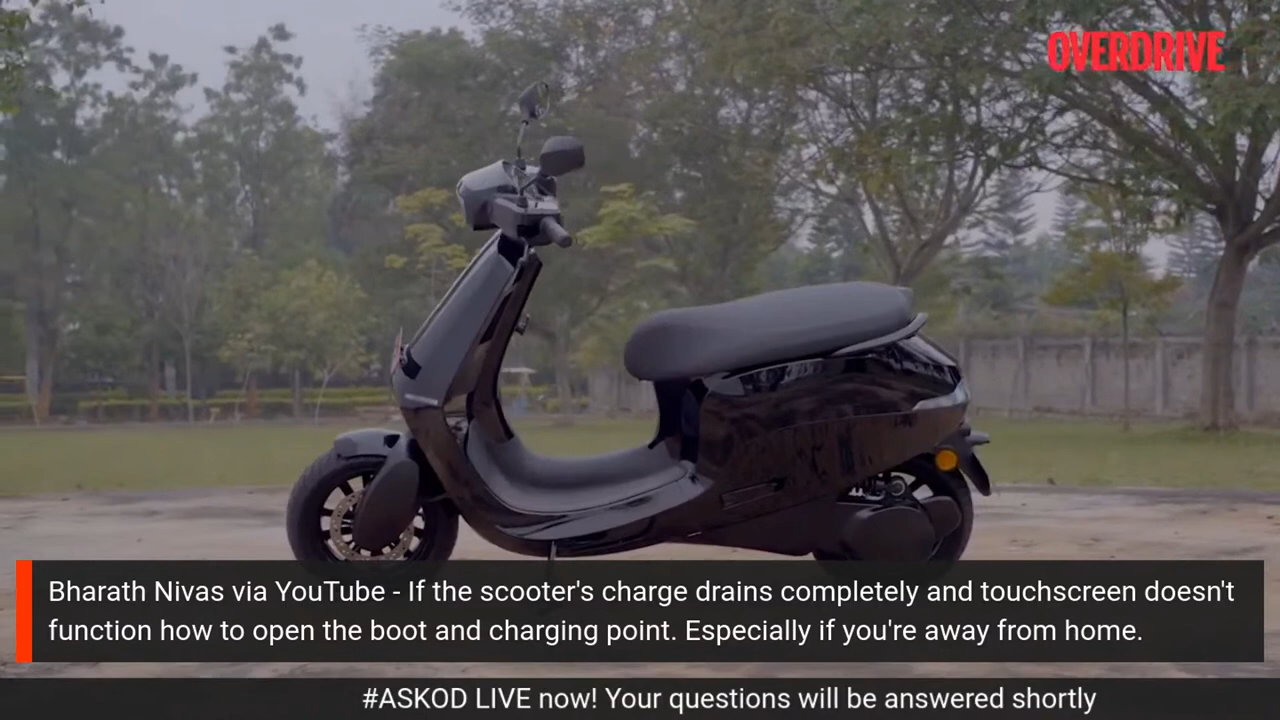 OVERDRIVE
Bharath Nivas via YouTube - If the scooter's charge drains completely and touchscreen doesn't
function how to open the boot and charging point. Especially if you're away from home.
#ASKOD LIVE now! Your questions will be answered shortly